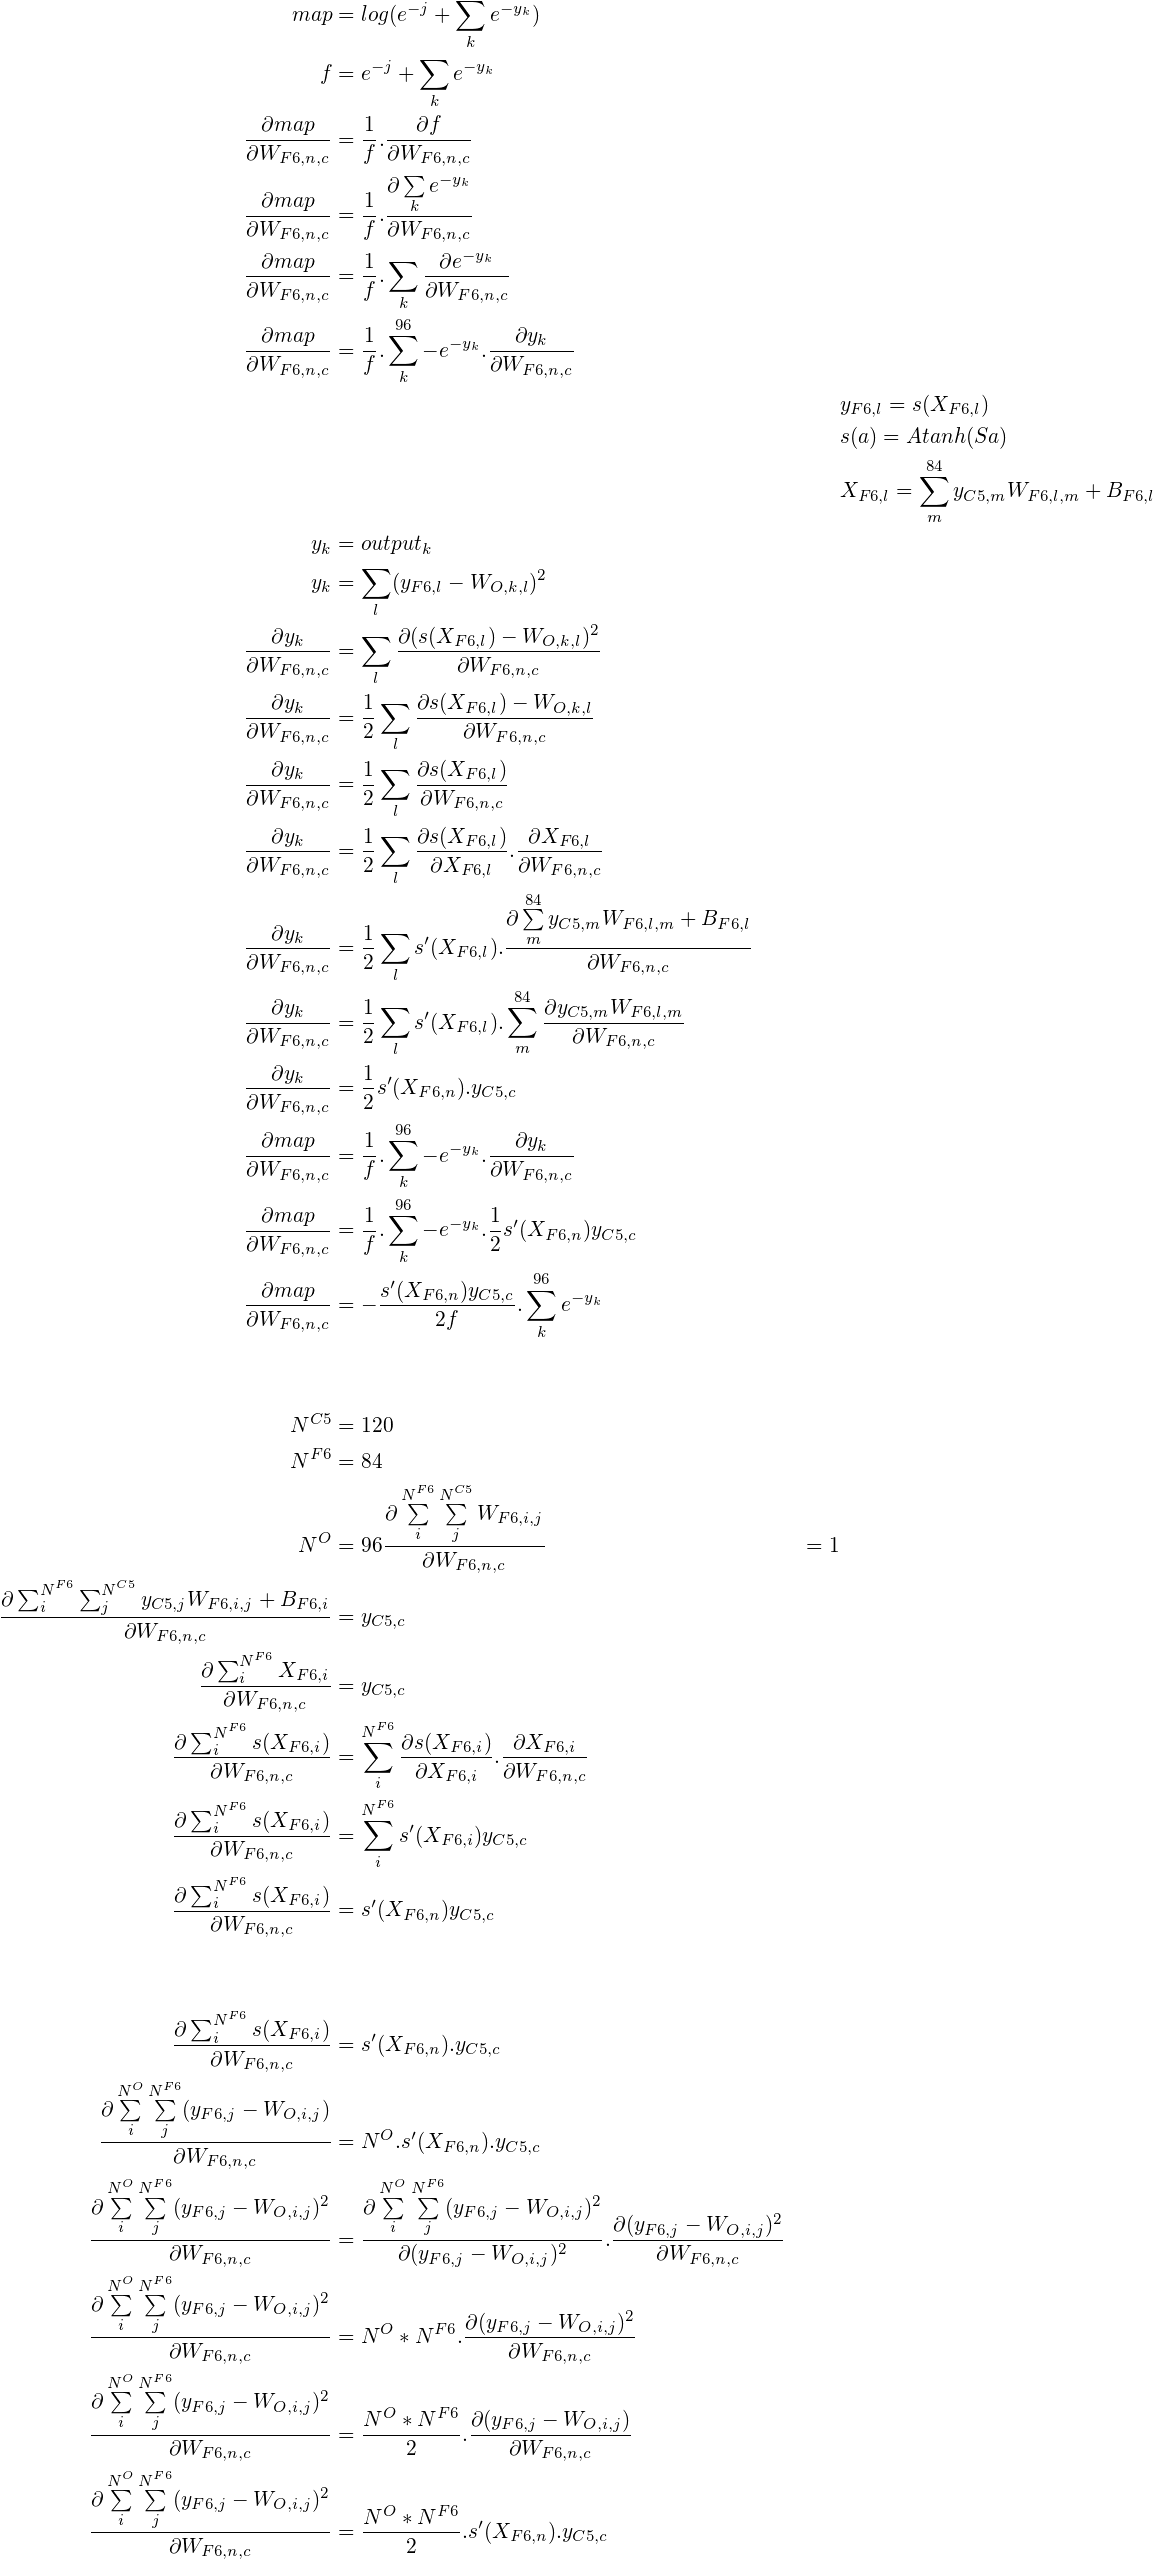 map = log(e^{-j} + \sum_k e^{-y_k})
f = e^{-j} + \sum_k e^{-y_k}
\frac{\partial map}{\partial W_{F6,n,c}} = \frac{1}{f} . \frac{\partial f}{\partial W_{F6,n,c}}
\frac{\partial map}{\partial W_{F6,n,c}} = \frac{1}{f} . \frac{\partial \sum_k e^{-y_k}}{\partial W_{F6,n,c}}
\frac{\partial map}{\partial W_{F6,n,c}} = \frac{1}{f} . \sum_k \frac{\partial e^{-y_k}}{\partial W_{F6,n,c}}
\frac{\partial map}{\partial W_{F6,n,c}} = \frac{1}{f} . \sum_k^{96} -e^{-y_k} . \frac{\partial y_k}{\partial W_{F6,n,c}}
y_{F6,l} = s(X_{F6,l})
s(a) = Atanh(Sa)
X_{F6,l} = \sum_m^{84} y_{C5,m} W_{F6,l,m} + B_{F6,l}
y_k = output_k
y_k = \sum_l (y_{F6,l} - W_{O,k,l})^2
\frac{\partial y_k}{\partial W_{F6,n,c}} = \sum_l \frac{\partial (s(X_{F6,l}) - W_{O,k,l})^2}{\partial W_{F6,n,c}}
\frac{\partial y_k}{\partial W_{F6,n,c}} = \frac{1}{2} \sum_l \frac{\partial s(X_{F6,l}) - W_{O,k,l}}{\partial W_{F6,n,c}}
\frac{\partial y_k}{\partial W_{F6,n,c}} = \frac{1}{2} \sum_l \frac{\partial s(X_{F6,l})}{\partial W_{F6,n,c}}
\frac{\partial y_k}{\partial W_{F6,n,c}} = \frac{1}{2} \sum_l \frac{\partial s(X_{F6,l})}{\partial X_{F6,l}} . \frac{\partial X_{F6,l}}{\partial W_{F6,n,c}}
\frac{\partial y_k}{\partial W_{F6,n,c}} = \frac{1}{2} \sum_l s'(X_{F6,l}) . \frac{\partial \sum_m^{84} y_{C5,m} W_{F6,l,m} + B_{F6,l}}{\partial W_{F6,n,c}}
\frac{\partial y_k}{\partial W_{F6,n,c}} = \frac{1}{2} \sum_l s'(X_{F6,l}) . \sum_m^{84} \frac{\partial y_{C5,m} W_{F6,l,m}}{\partial W_{F6,n,c}}
\frac{\partial y_k}{\partial W_{F6,n,c}} = \frac{1}{2} s'(X_{F6,n}) . y_{C5,c}
\frac{\partial map}{\partial W_{F6,n,c}} = \frac{1}{f} . \sum_k^{96} -e^{-y_k} . \frac{\partial y_k}{\partial W_{F6,n,c}}
\frac{\partial map}{\partial W_{F6,n,c}} = \frac{1}{f} . \sum_k^{96} -e^{-y_k} . \frac{1}{2} s'(X_{F6,n}) y_{C5,c}
\frac{\partial map}{\partial W_{F6,n,c}} = -\frac{s'(X_{F6,n}) y_{C5,c}}{2f} . \sum_k^{96} e^{-y_k}
N^{C5} = 120
N^{F6} = 84
N^O = 96 \frac{\partial \sum_i^{N^{F6}} \sum_j^{N^{C5}} W_{F6,i,j}}{\partial W_{F6,n,c}} = 1
\frac{\partial \sum_i^{N^{F6}} \sum_j^{N^{C5}} y_{C5,j} W_{F6,i,j} + B_{F6,i}}{\partial W_{F6,n,c}} = y_{C5,c}
\frac{\partial \sum_i^{N^{F6}} X_{F6,i}}{\partial W_{F6,n,c}} = y_{C5,c}
\frac{\partial \sum_i^{N^{F6}} s(X_{F6,i})}{\partial W_{F6,n,c}} = \sum_i^{N^{F6}} \frac{\partial s(X_{F6,i})}{\partial X_{F6,i}} . \frac{\partial X_{F6,i}}{\partial W_{F6,n,c}}
\frac{\partial \sum_i^{N^{F6}} s(X_{F6,i})}{\partial W_{F6,n,c}} = \sum_i^{N^{F6}} s'(X_{F6,i}) y_{C5,c}
\frac{\partial \sum_i^{N^{F6}} s(X_{F6,i})}{\partial W_{F6,n,c}} = s'(X_{F6,n}) y_{C5,c}
\frac{\partial \sum_i^{N^{F6}} s(X_{F6,i})}{\partial W_{F6,n,c}} = s'(X_{F6,n}) . y_{C5,c}
\frac{\partial \sum_i^{N^O} \sum_j^{N^{F6}} (y_{F6,j} - W_{O,i,j})}{\partial W_{F6,n,c}} = N^O . s'(X_{F6,n}) . y_{C5,c}
\frac{\partial \sum_i^{N^O} \sum_j^{N^{F6}} (y_{F6,j} - W_{O,i,j})^2}{\partial W_{F6,n,c}} = \frac{\partial \sum_i^{N^O} \sum_j^{N^{F6}} (y_{F6,j} - W_{O,i,j})^2}{\partial (y_{F6,j} - W_{O,i,j})^2} . \frac{\partial (y_{F6,j} - W_{O,i,j})^2}{\partial W_{F6,n,c}}
\frac{\partial \sum_i^{N^O} \sum_j^{N^{F6}} (y_{F6,j} - W_{O,i,j})^2}{\partial W_{F6,n,c}} = N^O * N^{F6} . \frac{\partial (y_{F6,j} - W_{O,i,j})^2}{\partial W_{F6,n,c}}
\frac{\partial \sum_i^{N^O} \sum_j^{N^{F6}} (y_{F6,j} - W_{O,i,j})^2}{\partial W_{F6,n,c}} = \frac{N^O * N^{F6}}{2} . \frac{\partial (y_{F6,j} - W_{O,i,j})}{\partial W_{F6,n,c}}
\frac{\partial \sum_i^{N^O} \sum_j^{N^{F6}} (y_{F6,j} - W_{O,i,j})^2}{\partial W_{F6,n,c}} = \frac{N^O * N^{F6}}{2} . s'(X_{F6,n}) . y_{C5,c}